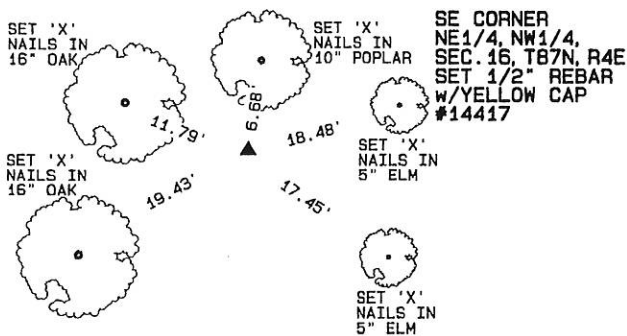 SET 'X'
NAILS IN
16" OAK
SET 'X'
NAILS IN
10" POPLAR
SE CORNER
NE1/4, NW1/4,
SEC.16, T87N, R4E
SET 1/2" REBAR
W/YELLOW CAP
#14417
11.79'
6.68'
18.48'
SET 'X'
NAILS IN
5" ELM
SET 'X'
NAILS IN
16" OAK
19.43'
17.45'
SET 'X'
NAILS IN
5" ELM